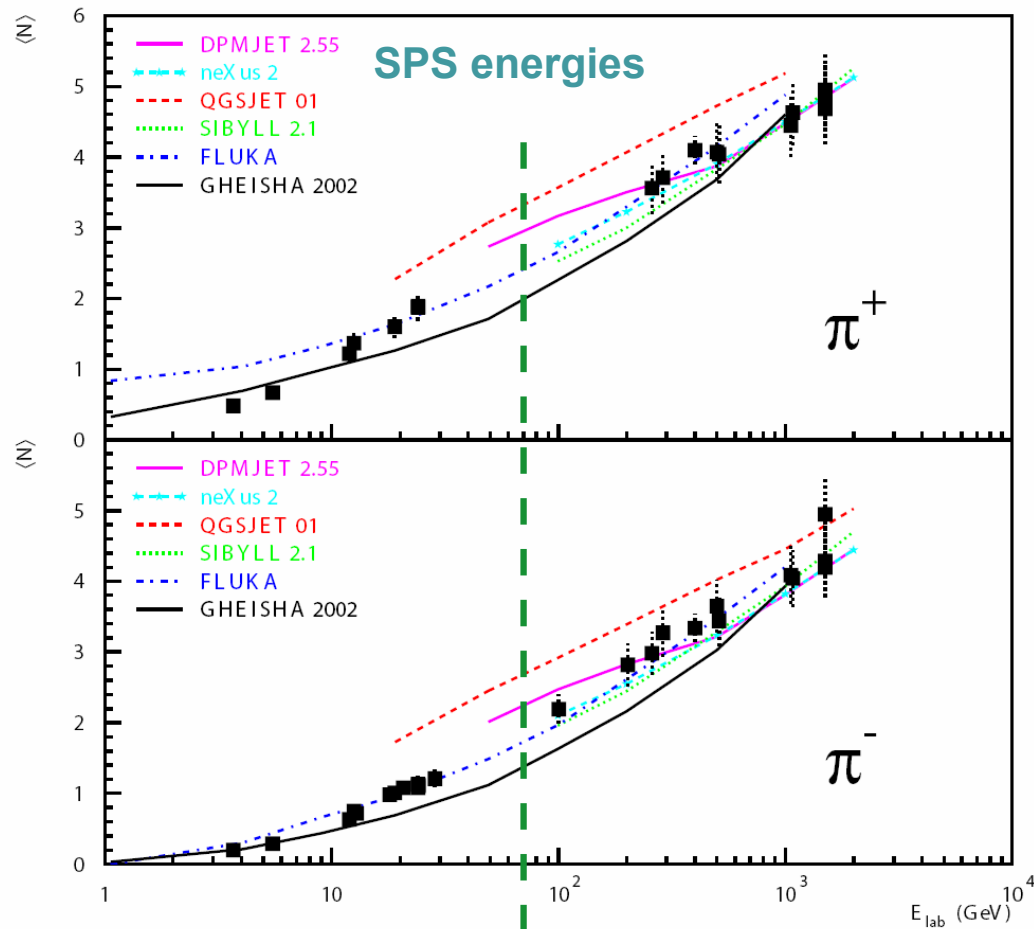 ⟨N⟩
6
5
4
3
2
1
0
SPS energies
DPMJET 2.55
neX us 2
QGSJET 01
SIBYLL 2.1
FLUKA
GHEISHA 2002
π+
⟨N⟩
5
4
3
2
1
0
DPMJET 2.55
neX us 2
QGSJET 01
SIBYLL 2.1
FLUKA
GHEISHA 2002
π-
1
10
10²
10³
10⁴
E lab (GeV)